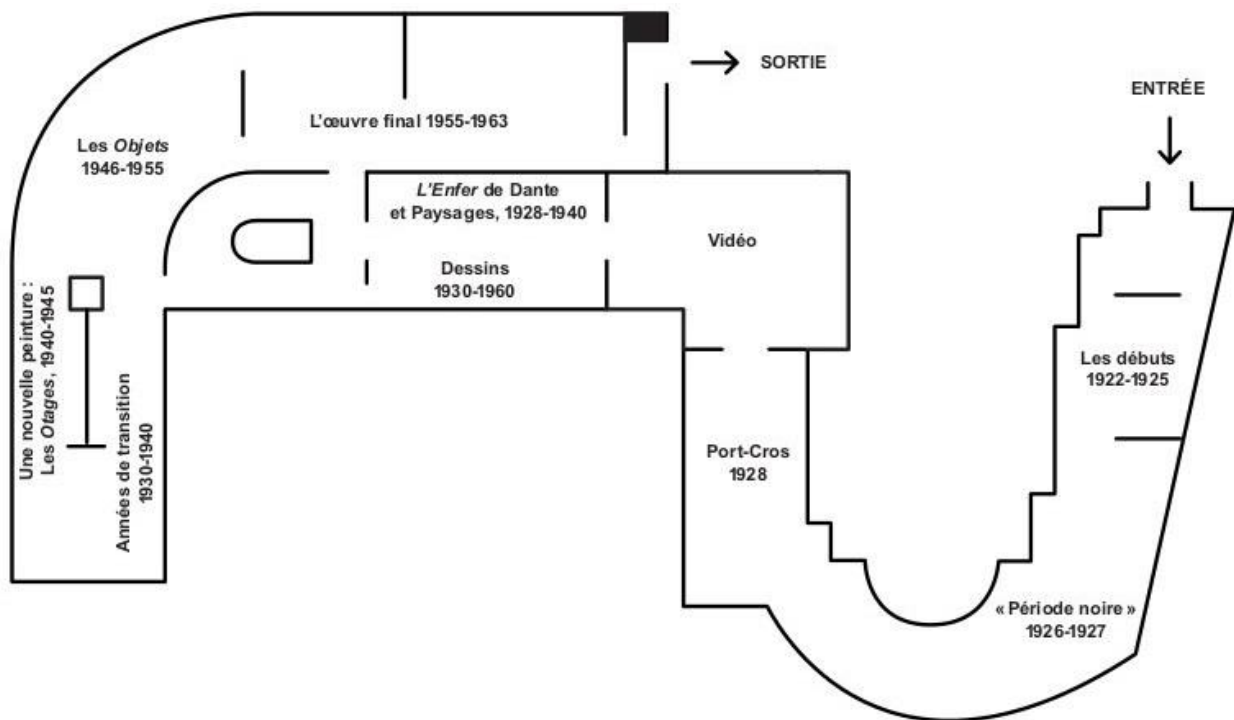 SORTIE
ENTRÉE
L'œuvre final 1955-1963
Les Objets
1946-1955
L'Enfer de Dante
et Paysages, 1928-1940
Dessins
1930-1960
Vidéo
Une nouvelle peinture :
Les Otages, 1940-1945
Années de transition
1930-1940
Les débuts
1922-1925
Port-Cros
1928
« Période noire »
1926-1927